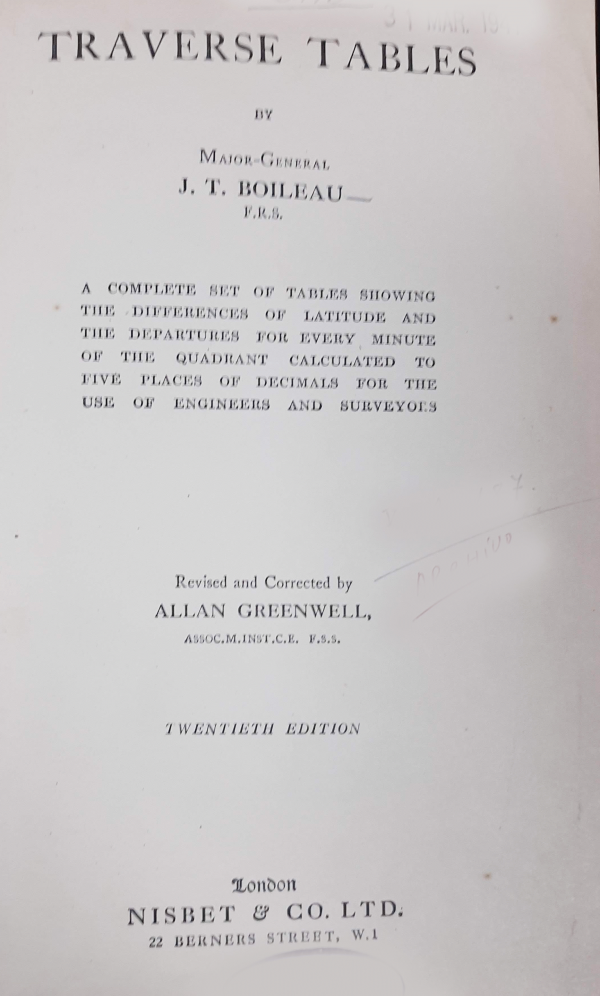 TRAVERSE TABLES
BY
MAJOR-GENERAL
J. T. BOILEAU
F.R.S.
A COMPLETE SET OF TABLES SHOWING
THE DIFFERENCES OF LATITUDE AND
THE DEPARTURES FOR EVERY MINUTE
OF THE QUADRANT CALCULATED TO
FIVE PLACES OF DECIMALS FOR THE
USE OF ENGINEERS AND SURVEYORS
Revised and Corrected by
ALLAN GREENWELL,
ASSOC.M.INST.C.E. F.S.S.
TWENTIETH EDITION
London
NISBET & CO. LTD.
22 BERNERS STREET, W.1